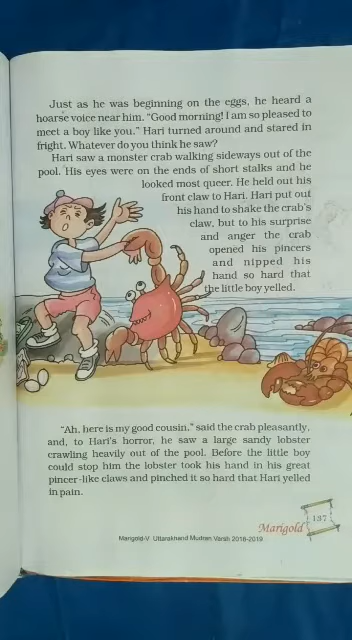 Just as he was beginning on the eggs, he heard a
hoarse voice near him. "Good morning! I am so pleased to
meet a boy like you." Hari turned around and stared in
fright. Whatever do you think he saw?
Hari saw a monster crab walking sideways out of the
pool. His eyes were on the ends of short stalks and he
looked most queer. He held out his
front claw to Hari. Hari put out
his hand to shake the crab's
claw, but to his surprise
and anger the crab
opened his pincers
and nipped his
hand so hard that
the little boy yelled.
"Ah, here is my good cousin," said the crab pleasantly,
and, to Hari's horror, he saw a large sandy lobster
crawling heavily out of the pool. Before the little boy
could stop him the lobster took his hand in his great
pincer-like claws and pinched it so hard that Hari yelled
in pain.
137
Marigold
Marigold-V Uttarakhand Mudran Varsh 2018-2019